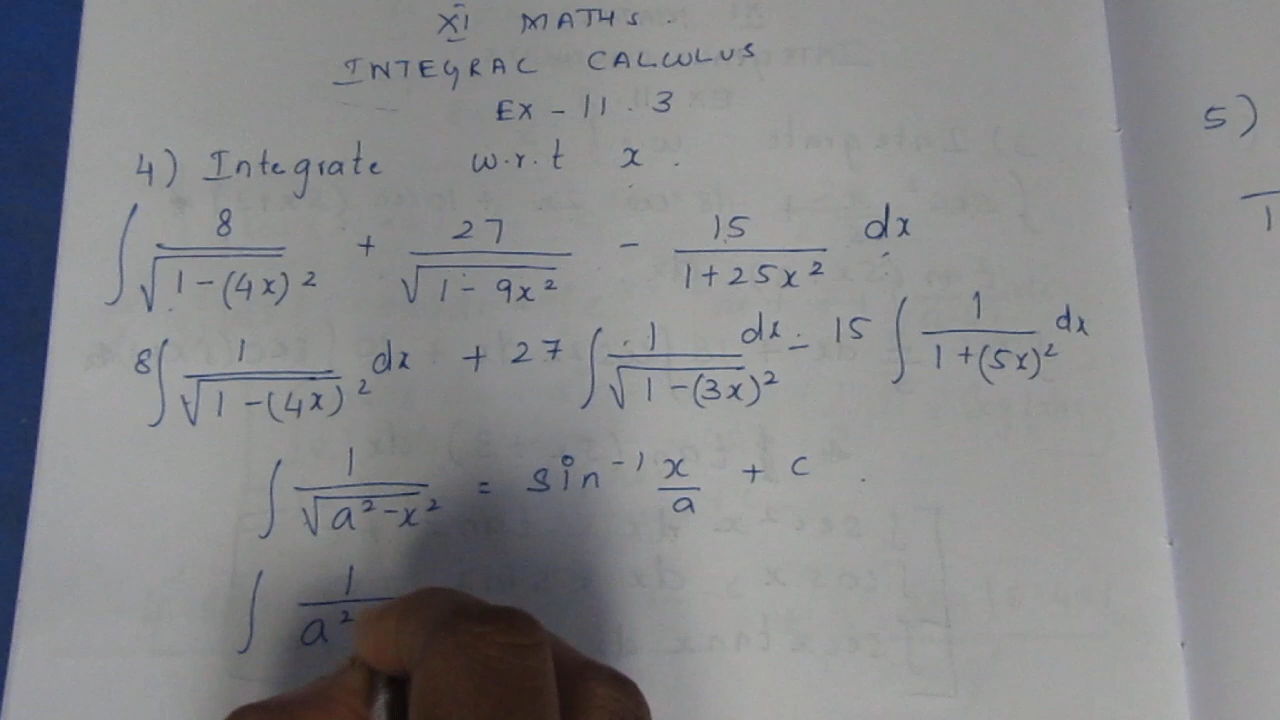 XI MATHS.
INTEGRAL CALCULUS
EX - 11.3
4) Integrate w.r.t x.
∫ 8/√(1-(4x)²) + 27/√(1-9x²) - 15/(1+25x²) dx
8∫ 1/√(1-(4x)²) dx + 27 ∫ 1/√(1-(3x)²) dx - 15 ∫ 1/(1+(5x)²) dx
∫ 1/√(a²-x²) = sin⁻¹ x/a + c.
∫ 1/a²
5)
1